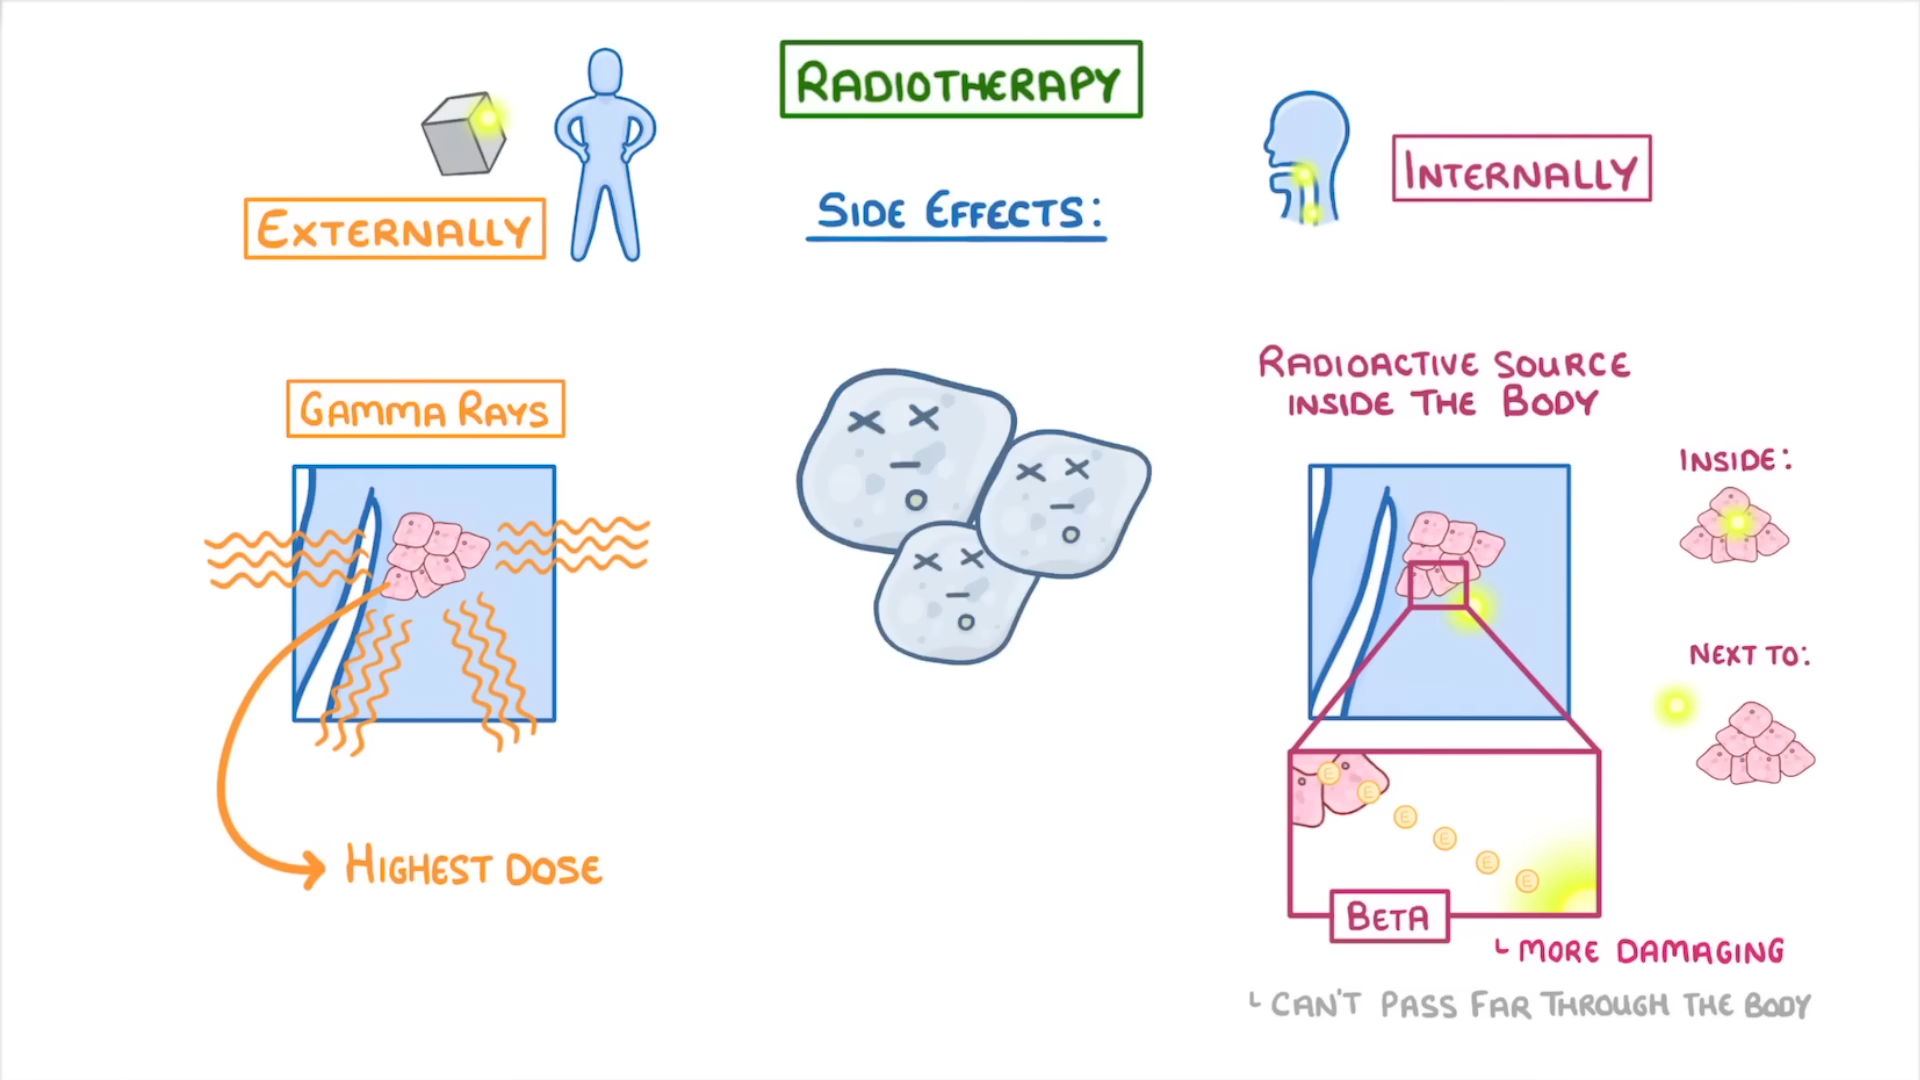 RADIOTHERAPY
EXTERNALLY
SIDE EFFECTS:
INTERNALLY
GAMMA RAYS
HIGHEST DOSE
RADIOACTIVE SOURCE
INSIDE THE BODY
INSIDE:
NEXT TO:
E
E
E
E
E
E
BETA
└ MORE DAMAGING
└ CAN'T PASS FAR THROUGH THE BODY